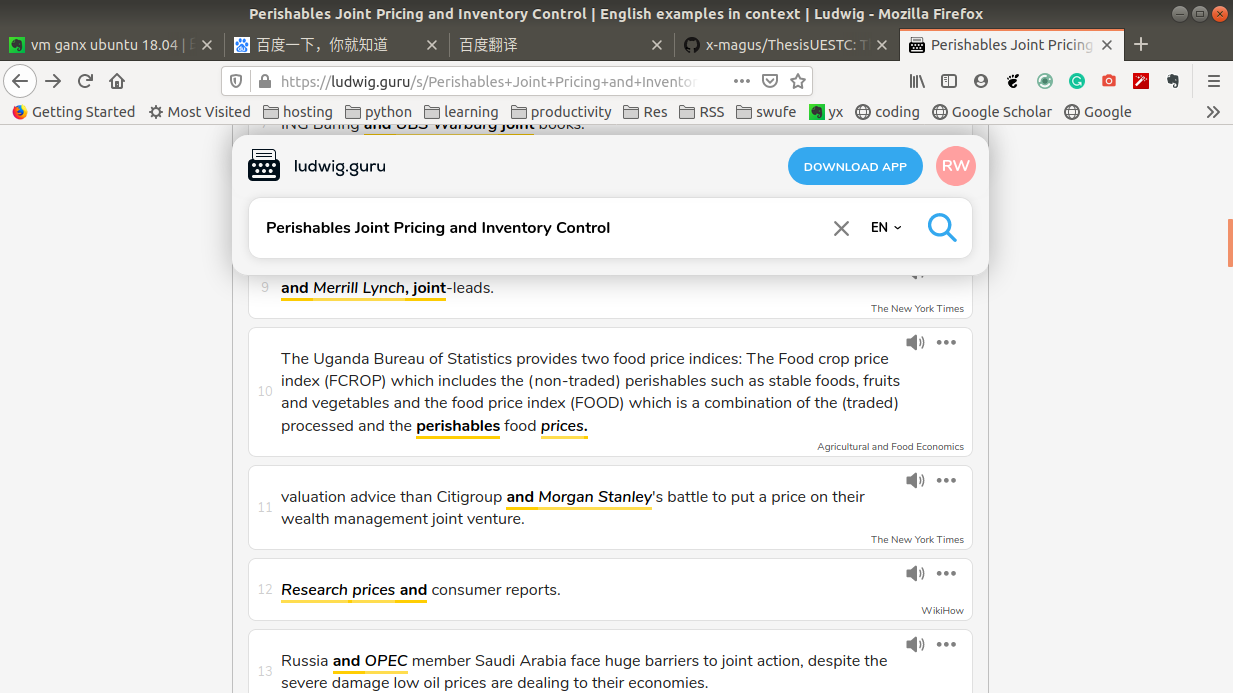 Perishables Joint Pricing and Inventory Control | English examples in context | Ludwig - Mozilla Firefox
vm ganx ubuntu 18.04 |
百度一下，你就知道
百度翻译
x-magus/ThesisUESTC: T
Perishables Joint Pricing
https://ludwig.guru/s/Perishables+Joint+Pricing+and+Inventor
Getting Started Most Visited hosting python learning productivity Res RSS swufe yx coding Google Scholar Google
ING Baring and UBS Warburg joint books.
ludwig.guru
DOWNLOAD APP
RW
Perishables Joint Pricing and Inventory Control
EN
9
and Merrill Lynch, joint-leads.
The New York Times
The Uganda Bureau of Statistics provides two food price indices: The Food crop price
index (FCROP) which includes the (non-traded) perishables such as stable foods, fruits
10
and vegetables and the food price index (FOOD) which is a combination of the (traded)
processed and the perishables food prices.
Agricultural and Food Economics
valuation advice than Citigroup and Morgan Stanley's battle to put a price on their
11
wealth management joint venture.
The New York Times
12
Research prices and consumer reports.
WikiHow
Russia and OPEC member Saudi Arabia face huge barriers to joint action, despite the
13
severe damage low oil prices are dealing to their economies.